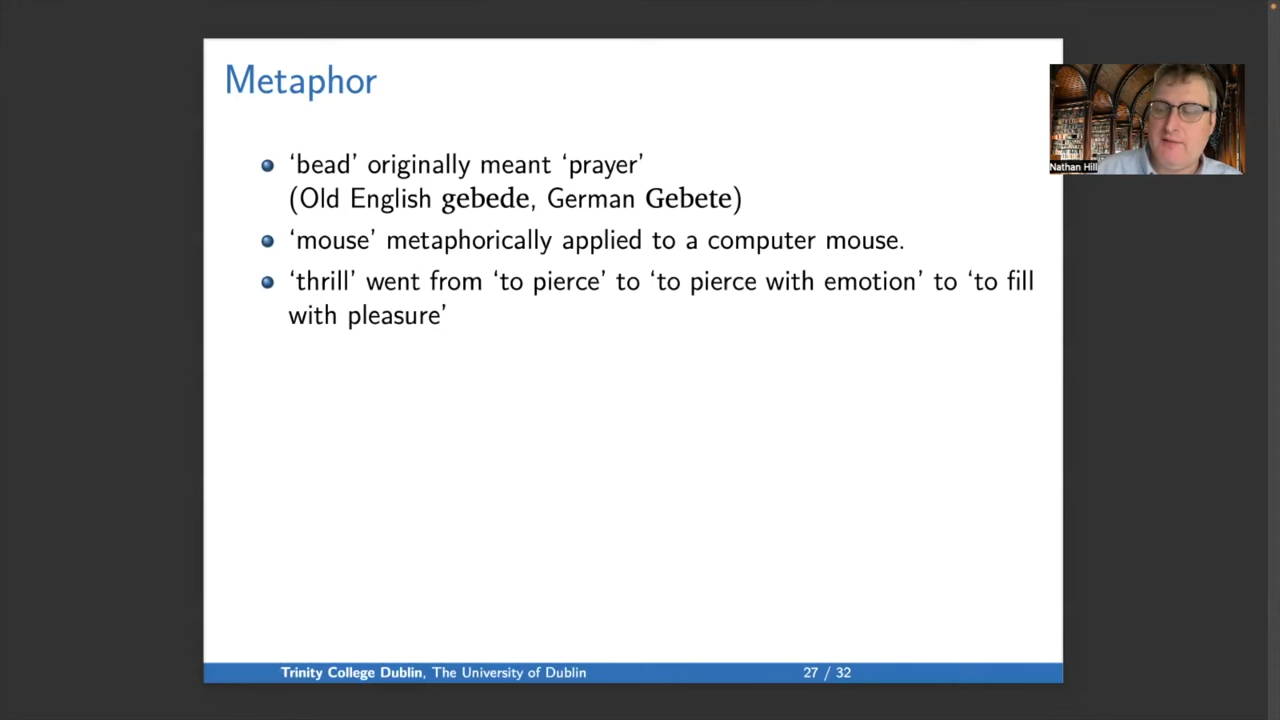 Metaphor
‘bead’ originally meant ‘prayer’
(Old English gebede, German Gebete)
‘mouse’ metaphorically applied to a computer mouse.
‘thrill’ went from ‘to pierce’ to ‘to pierce with emotion’ to ‘to fill
with pleasure’
Nathan Hill
Trinity College Dublin, The University of Dublin
27 / 32